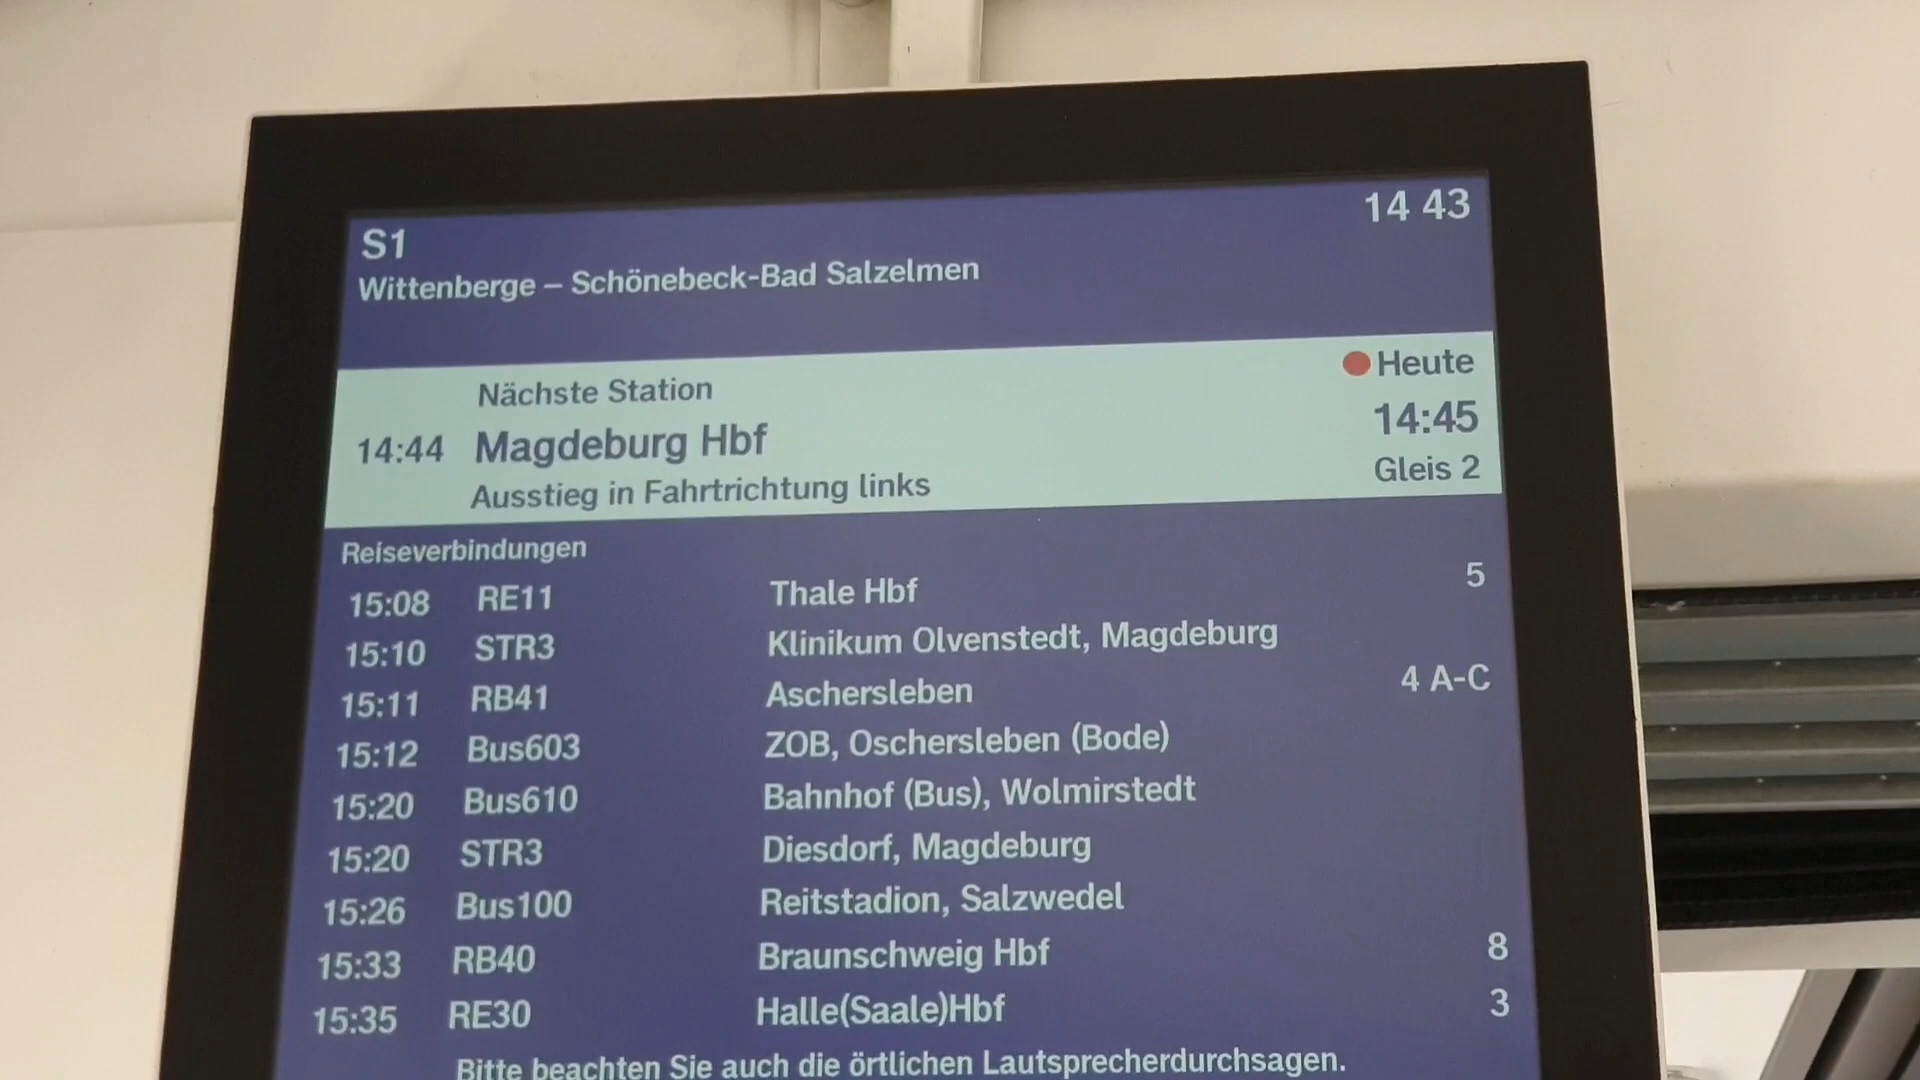 14 43
S1
Wittenberge – Schönebeck-Bad Salzelmen
Nächste Station Heute
14:44 Magdeburg Hbf 14:45
Ausstieg in Fahrtrichtung links Gleis 2
Reiseverbindungen
15:08 RE11 Thale Hbf 5
15:10 STR3 Klinikum Olvenstedt, Magdeburg
15:11 RB41 Aschersleben 4 A-C
15:12 Bus603 ZOB, Oschersleben (Bode)
15:20 Bus610 Bahnhof (Bus), Wolmirstedt
15:20 STR3 Diesdorf, Magdeburg
15:26 Bus100 Reitstadion, Salzwedel
15:33 RB40 Braunschweig Hbf 8
15:35 RE30 Halle(Saale)Hbf 3
Bitte beachten Sie auch die örtlichen Lautsprecherdurchsagen.